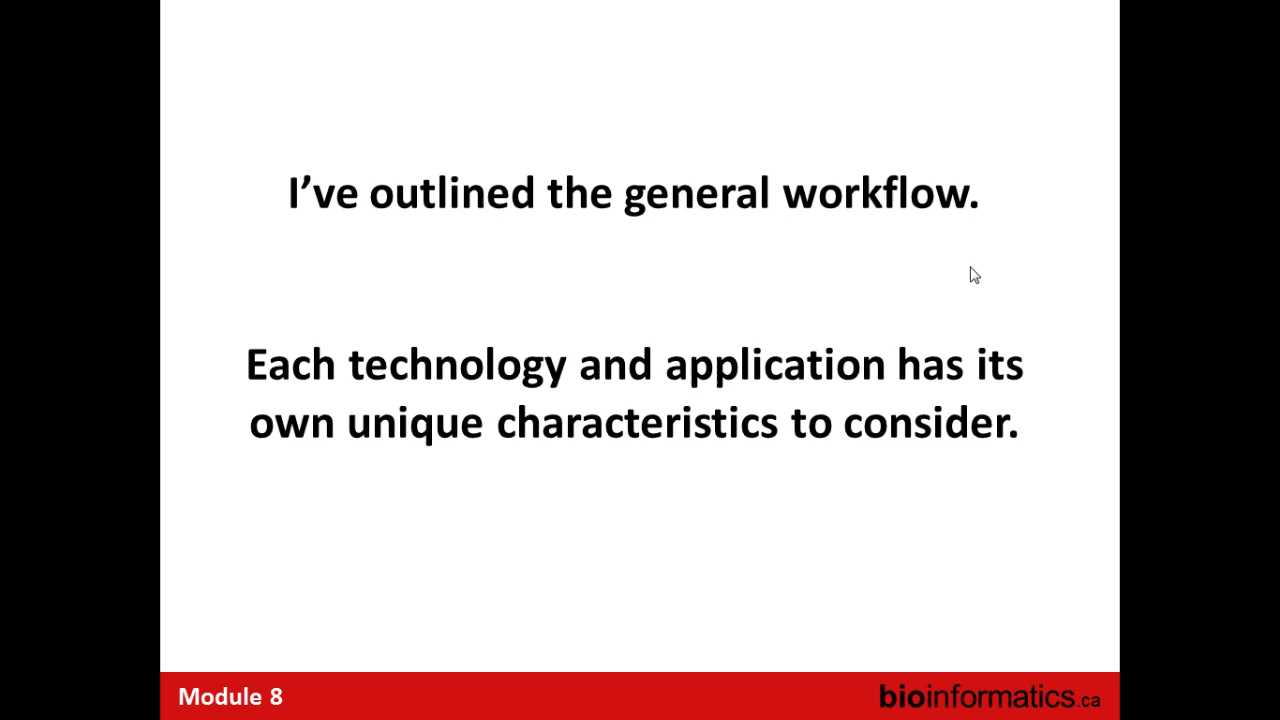 I’ve outlined the general workflow.
Each technology and application has its
own unique characteristics to consider.
Module 8
bioinformatics.ca